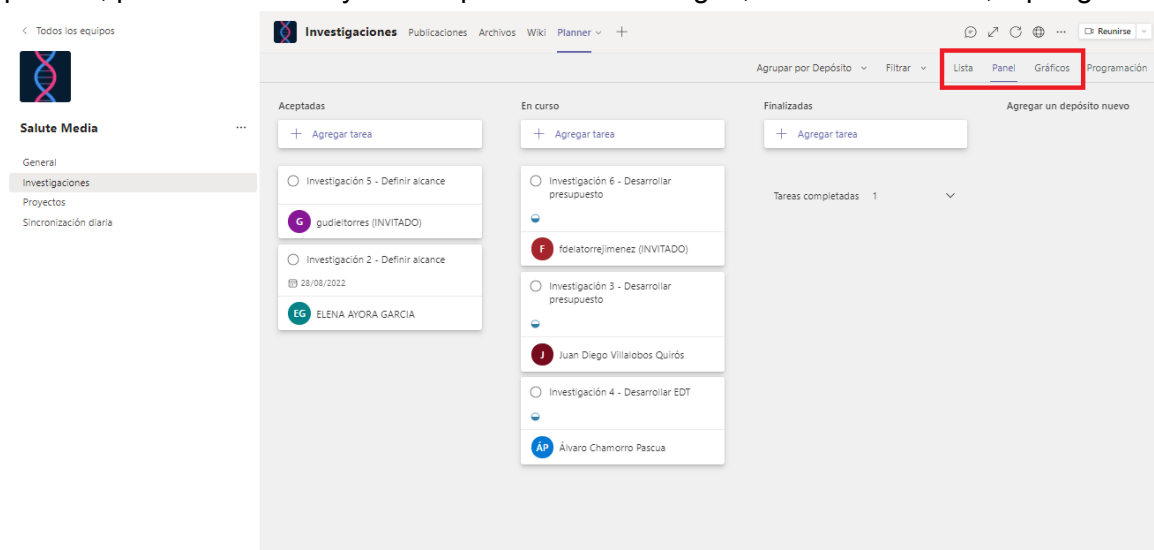 Todos los equipos
Investigaciones Publicaciones Archivos Wiki Planner +
Reunirse
Agrupar por Depósito Filtrar Lista Panel Gráficos Programación
Salute Media ...
General
Investigaciones
Proyectos
Sincronización diaria
Aceptadas
+ Agregar tarea
Investigación 5 - Definir alcance
G gudieltorres (INVITADO)
Investigación 2 - Definir alcance
28/08/2022
EG ELENA AYORA GARCIA
En curso
+ Agregar tarea
Investigación 6 - Desarrollar
presupuesto
F fdelatorrejimenez (INVITADO)
Investigación 3 - Desarrollar
presupuesto
J Juan Diego Villalobos Quirós
Investigación 4 - Desarrollar EDT
ÁP Álvaro Chamorro Pascua
Finalizadas
+ Agregar tarea
Tareas completadas 1
Agregar un depósito nuevo